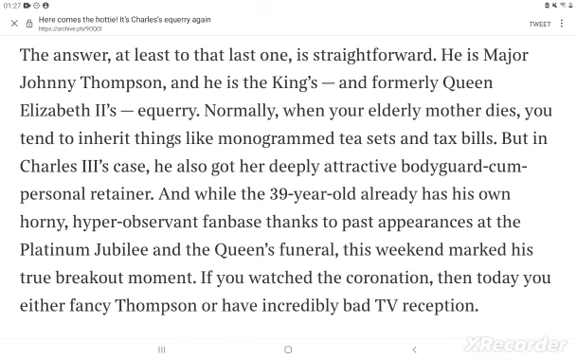 01:27
Here comes the hottie! It's Charles's equerry again
https://archive.ph/9OQOl
TWEET
The answer, at least to that last one, is straightforward. He is Major
Johnny Thompson, and he is the King's — and formerly Queen
Elizabeth II's — equerry. Normally, when your elderly mother dies, you
tend to inherit things like monogrammed tea sets and tax bills. But in
Charles III's case, he also got her deeply attractive bodyguard-cum-
personal retainer. And while the 39-year-old already has his own
horny, hyper-observant fanbase thanks to past appearances at the
Platinum Jubilee and the Queen's funeral, this weekend marked his
true breakout moment. If you watched the coronation, then today you
either fancy Thompson or have incredibly bad TV reception.
XRecorder